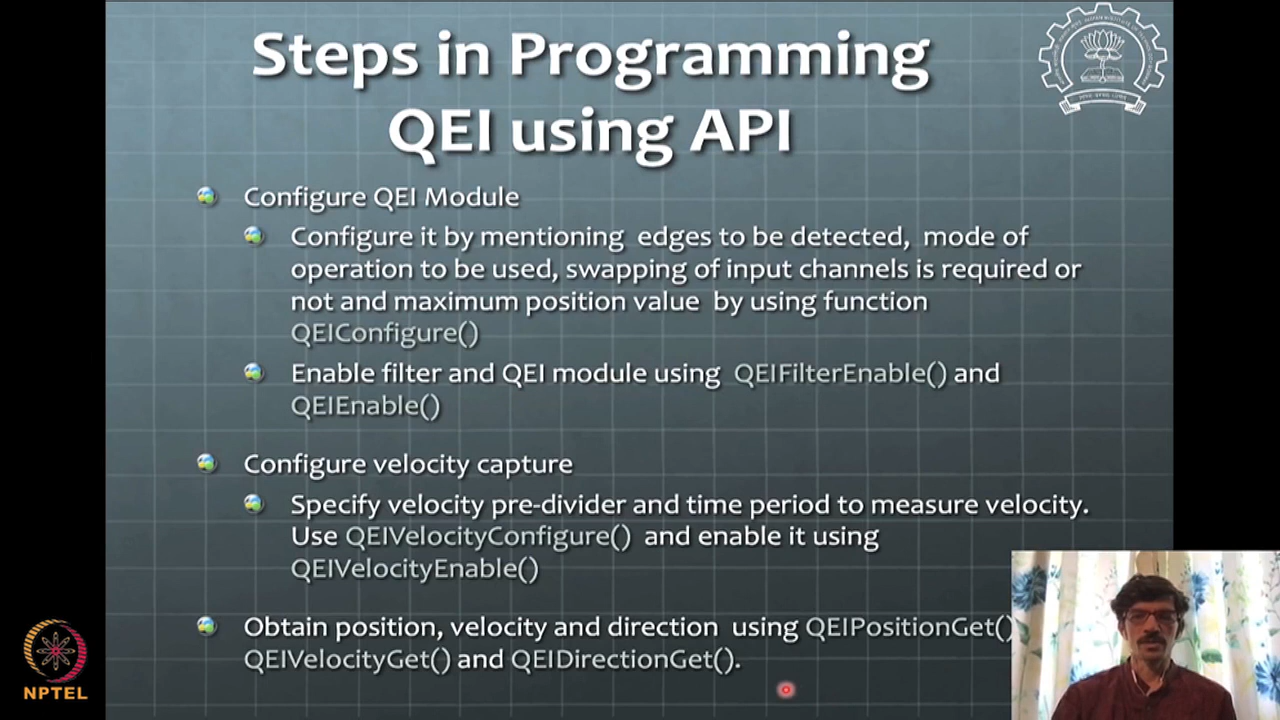 Steps in Programming
QEI using API
Configure QEI Module
Configure it by mentioning edges to be detected, mode of
operation to be used, swapping of input channels is required or
not and maximum position value by using function
QEIConfigure()
Enable filter and QEI module using QEIFilterEnable() and
QEIEnable()
Configure velocity capture
Specify velocity pre-divider and time period to measure velocity.
Use QEIVelocityConfigure() and enable it using
QEIVelocityEnable()
Obtain position, velocity and direction using QEIPositionGet()
QEIVelocityGet() and QEIDirectionGet().
NPTEL